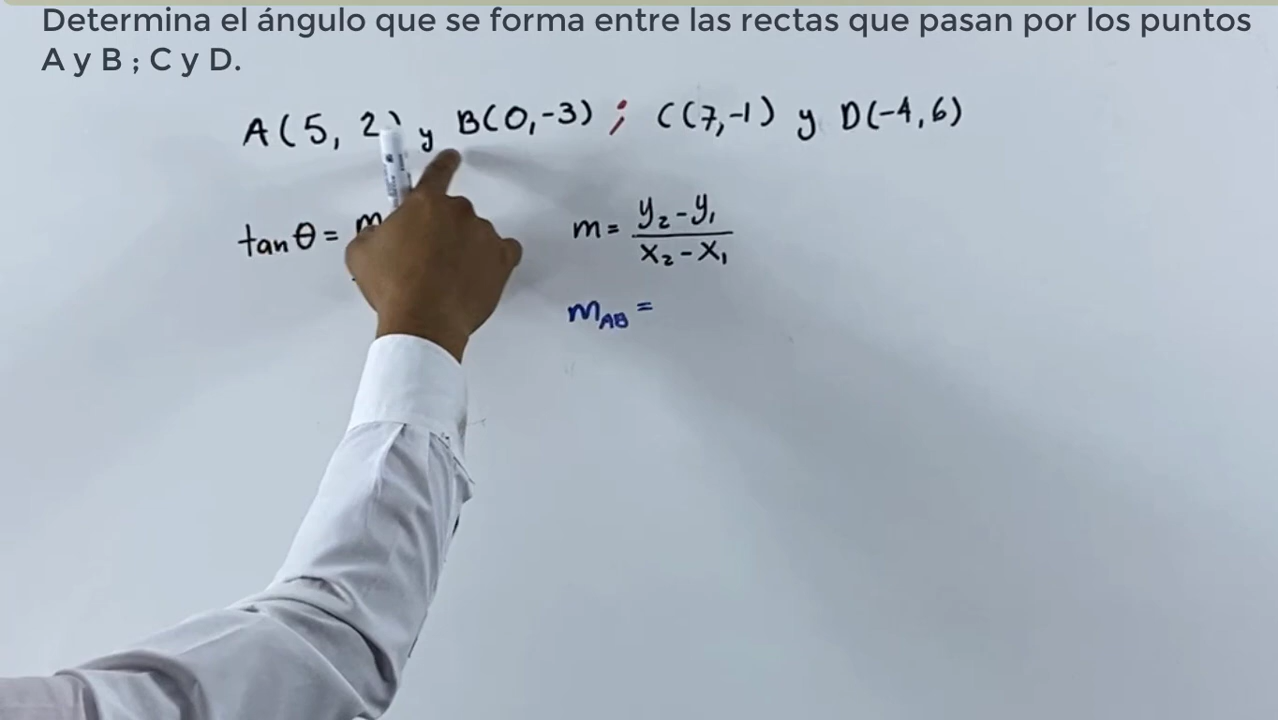 Determina el ángulo que se forma entre las rectas que pasan por los puntos
A y B ; C y D.
A(5, 2) y B(0,-3) ; C(7,-1) y D(-4,6)
tan θ = m
m = y₂-y₁ / x₂-x₁
m_AB =